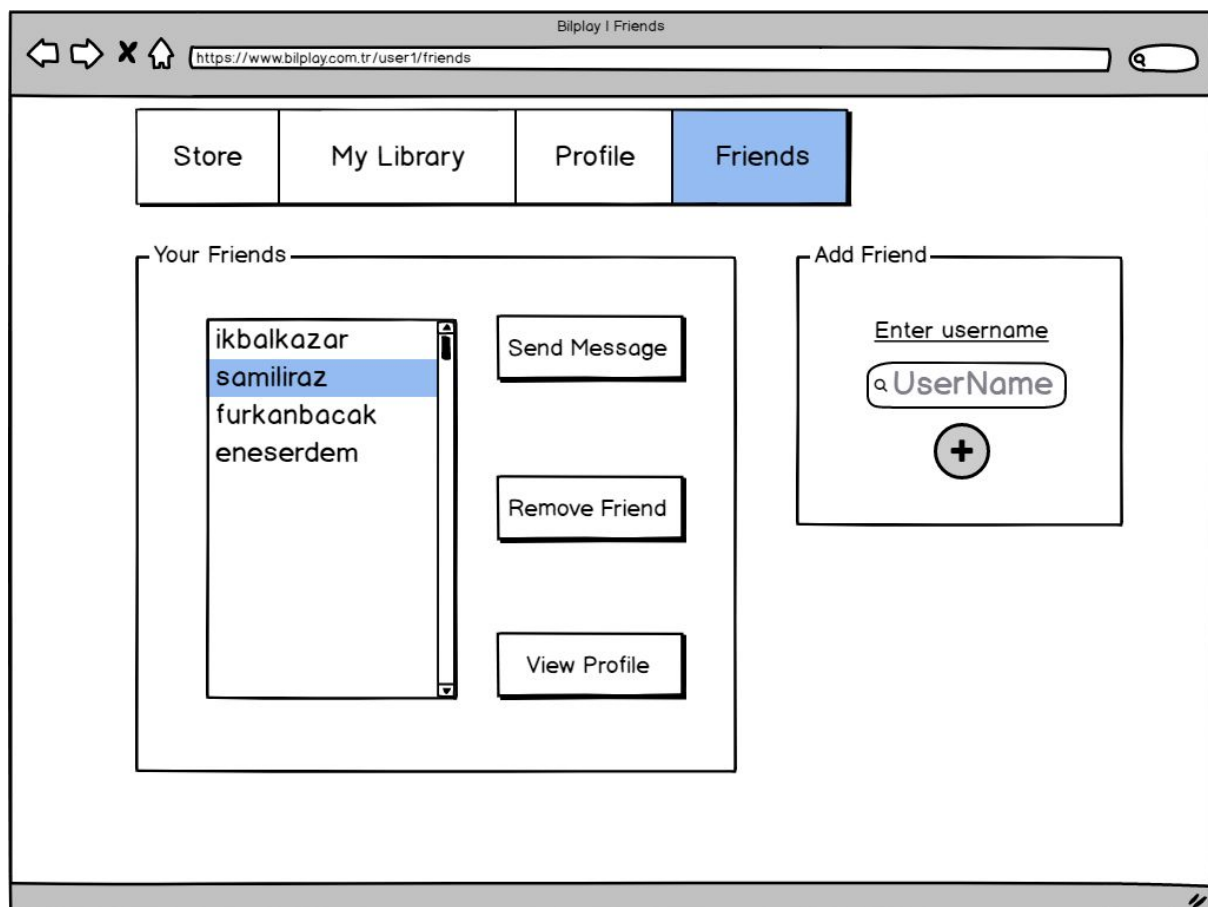 Bilplay | Friends
https://www.bilplay.com.tr/user1/friends
Store
My Library
Profile
Friends
Your Friends
ikbalkazar
samiliraz
furkanbacak
eneserdem
Send Message
Remove Friend
View Profile
Add Friend
Enter username
UserName